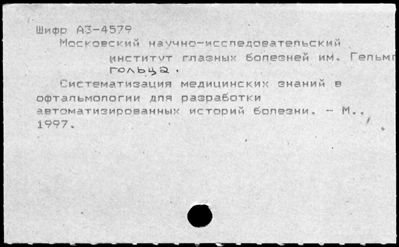 Шифр А3-4579
Московский научно-исследовательский
институт глазных болезней им. Гельмг
гольца.
Систематизация медицинских знаний в
офтальмологии для разработки
автоматизированных историй болезни. - М.,
1997.